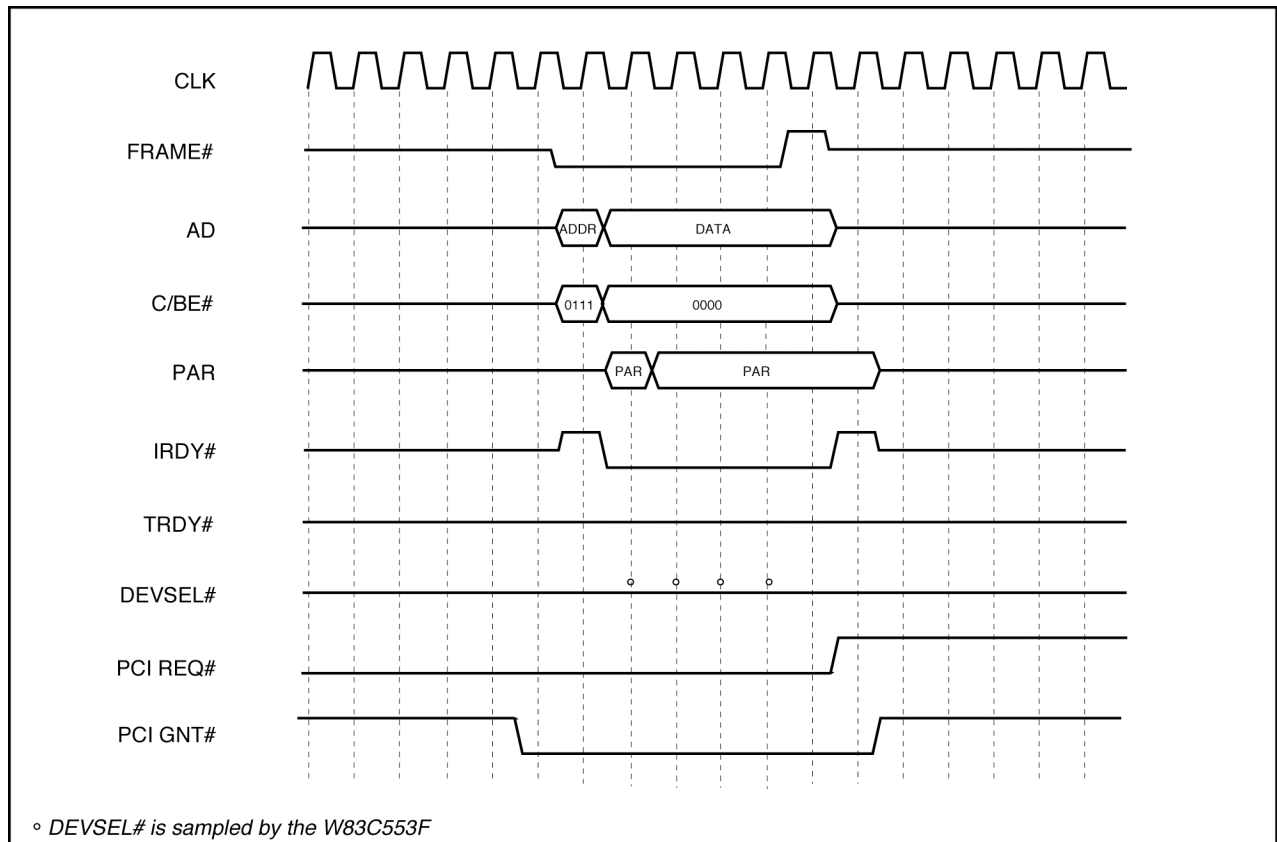 CLK
FRAME#
AD
ADDR DATA
C/BE#
0111 0000
PAR
PAR PAR
IRDY#
TRDY#
DEVSEL#
PCI REQ#
PCI GNT#
° DEVSEL# is sampled by the W83C553F